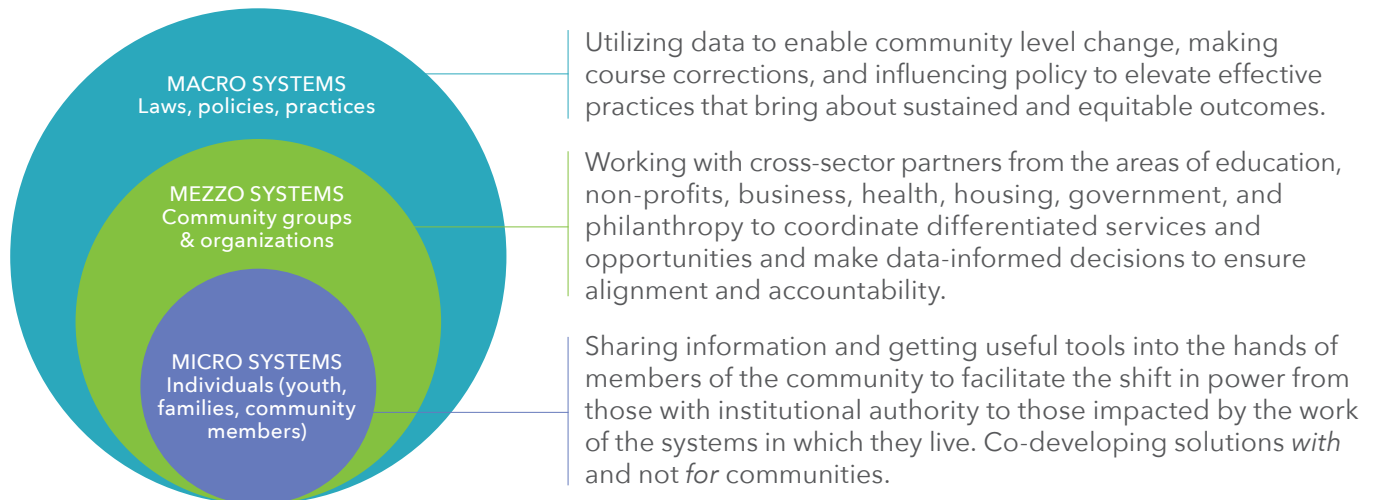 MACRO SYSTEMS
Laws, policies, practices
Utilizing data to enable community level change, making
course corrections, and influencing policy to elevate effective
practices that bring about sustained and equitable outcomes.
MEZZO SYSTEMS
Community groups
& organizations
Working with cross-sector partners from the areas of education,
non-profits, business, health, housing, government, and
philanthropy to coordinate differentiated services and
opportunities and make data-informed decisions to ensure
alignment and accountability.
MICRO SYSTEMS
Individuals (youth,
families, community
members)
Sharing information and getting useful tools into the hands of
members of the community to facilitate the shift in power from
those with institutional authority to those impacted by the work
of the systems in which they live. Co-developing solutions with
and not for communities.